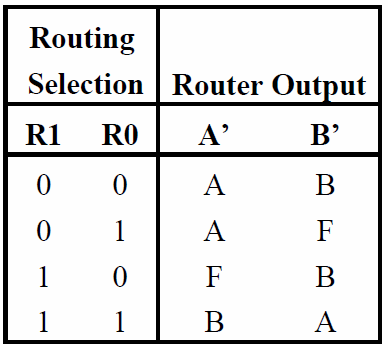 Routing
Selection Router Output
R1 R0 A’ B’
0 0 A B
0 1 A F
1 0 F B
1 1 B A